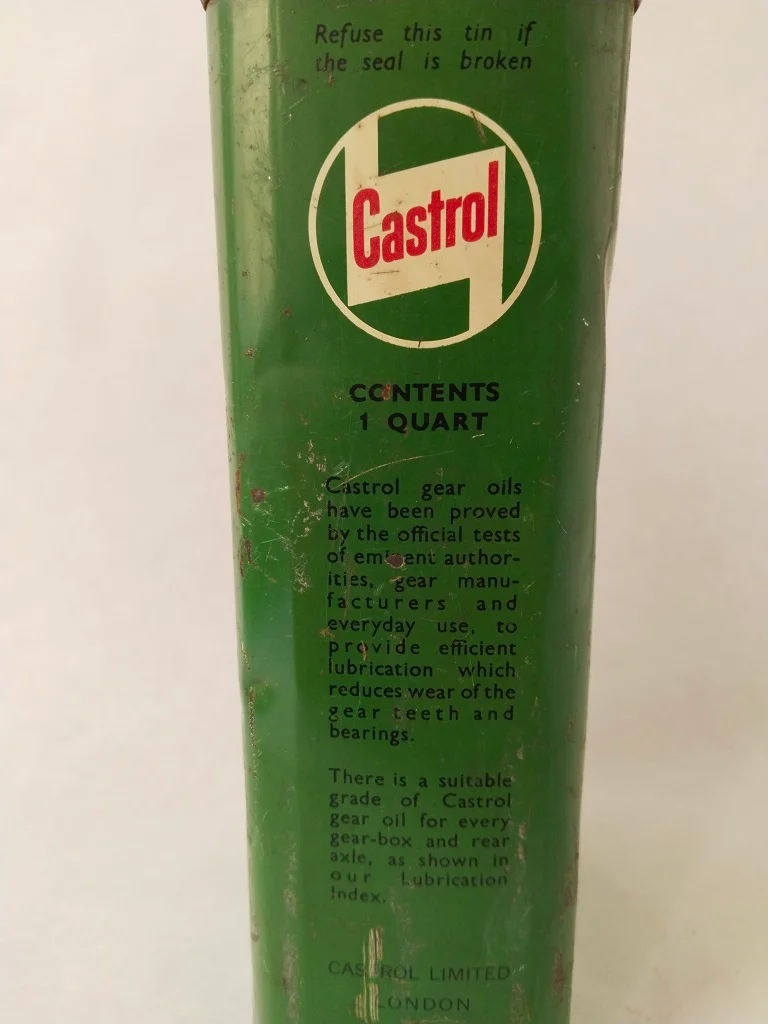 Refuse this tin if
the seal is broken
Castrol
CONTENTS
1 QUART
Castrol gear oils
have been proved
by the official tests
of eminent author-
ities, gear manu-
facturers and
everyday use, to
provide efficient
lubrication which
reduces wear of the
gear teeth and
bearings.
There is a suitable
grade of Castrol
gear oil for every
gear-box and rear
axle, as shown in
our Lubrication
Index.
CASTROL LIMITED
LONDON